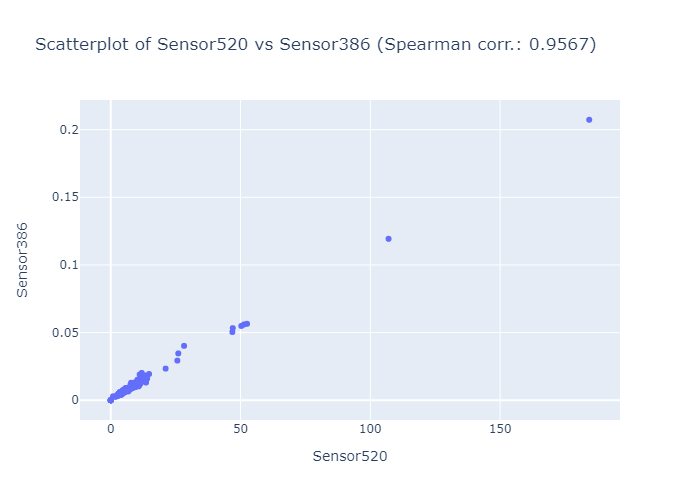 Scatterplot of Sensor520 vs Sensor386 (Spearman corr.: 0.9567)
0.2
0.15
0.1
0.05
0
Sensor386
0 50 100 150
Sensor520